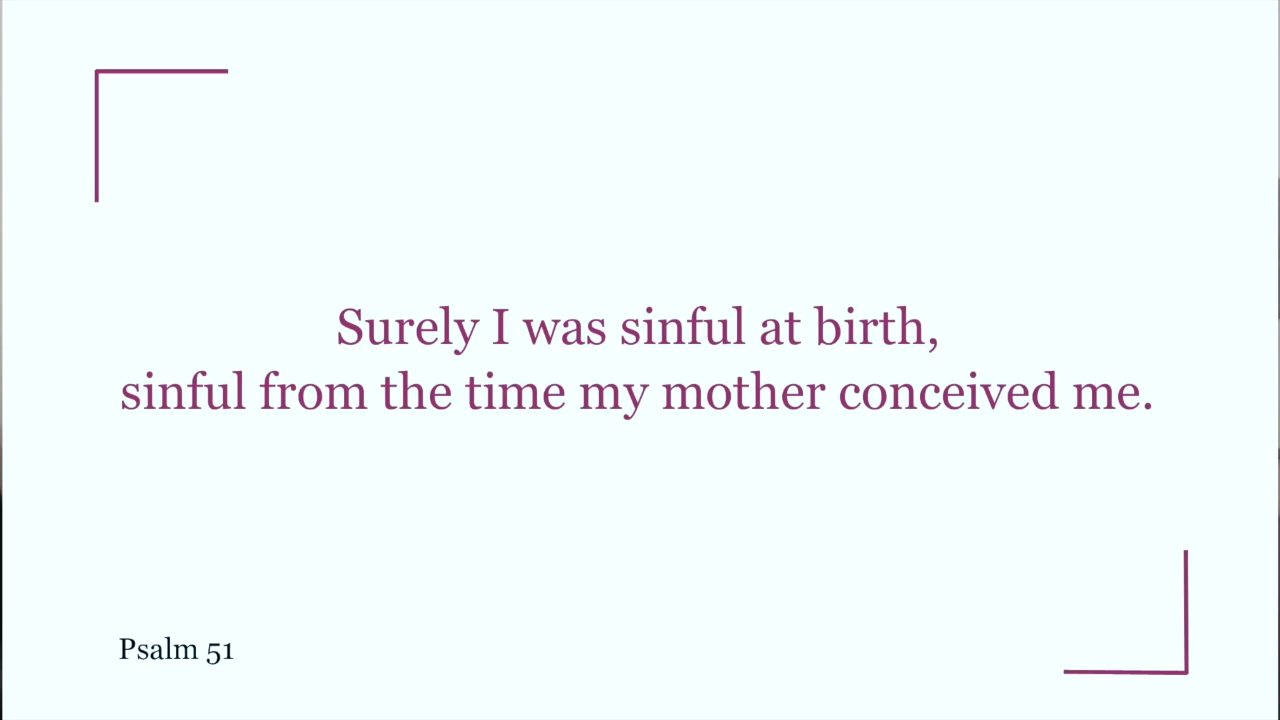 Surely I was sinful at birth,
sinful from the time my mother conceived me.
Psalm 51